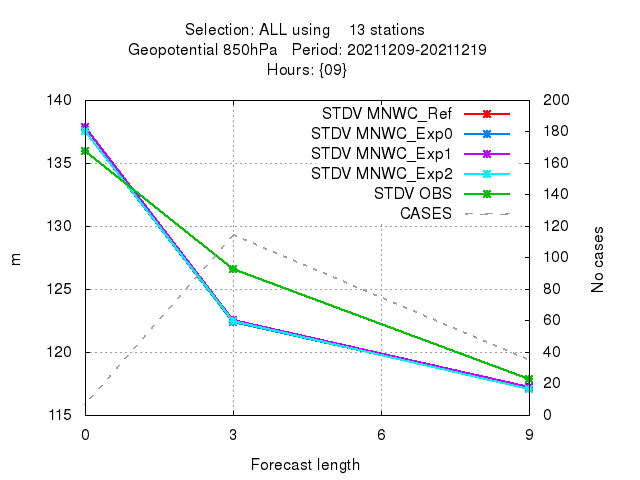 Selection: ALL using 13 stations
Geopotential 850hPa Period: 20211209-20211219
Hours: {09}
140 200
STDV MNWC_Ref
180
STDV MNWC_Exp0
135 160
STDV MNWC_Exp1
STDV MNWC_Exp2
140
STDV OBS
CASES
130 120
m
No cases
100
125 80
60
120 40
20
115 0
0 3 6 9
Forecast length